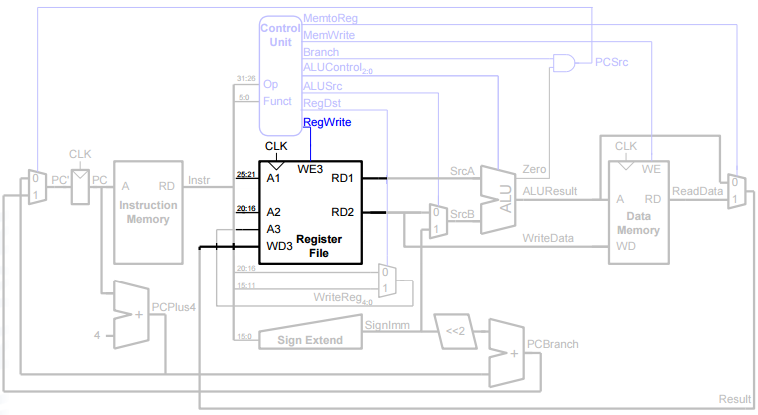 MemtoReg
Control
Unit
MemWrite
Branch
ALUControl2:0
PCSrc
31:26
Op
ALUSrc
5:0
Funct
RegDst
RegWrite
CLK
CLK
CLK
0
1
PC'
PC
A
RD
Instr
Instruction
Memory
25:21
A1
WE3
RD1
SrcA
Zero
ALU
ALUResult
WE
A
RD
ReadData
0
1
20:16
A2
RD2
0
1
SrcB
A3
WD3
Register
File
WriteData
Data
Memory
WD
20:16
0
15:11
1
WriteReg4:0
PCPlus4
+
4
SignImm
<<2
15:0
Sign Extend
+
PCBranch
Result